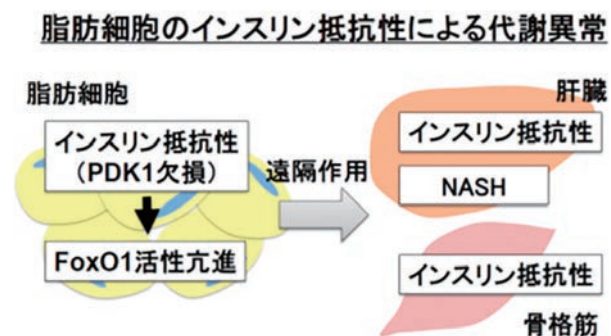 脂肪細胞のインスリン抵抗性による代謝異常
脂肪細胞
インスリン抵抗性
（PDK1欠損）
FoxO1活性亢進
遠隔作用
肝臓
インスリン抵抗性
NASH
インスリン抵抗性
骨格筋